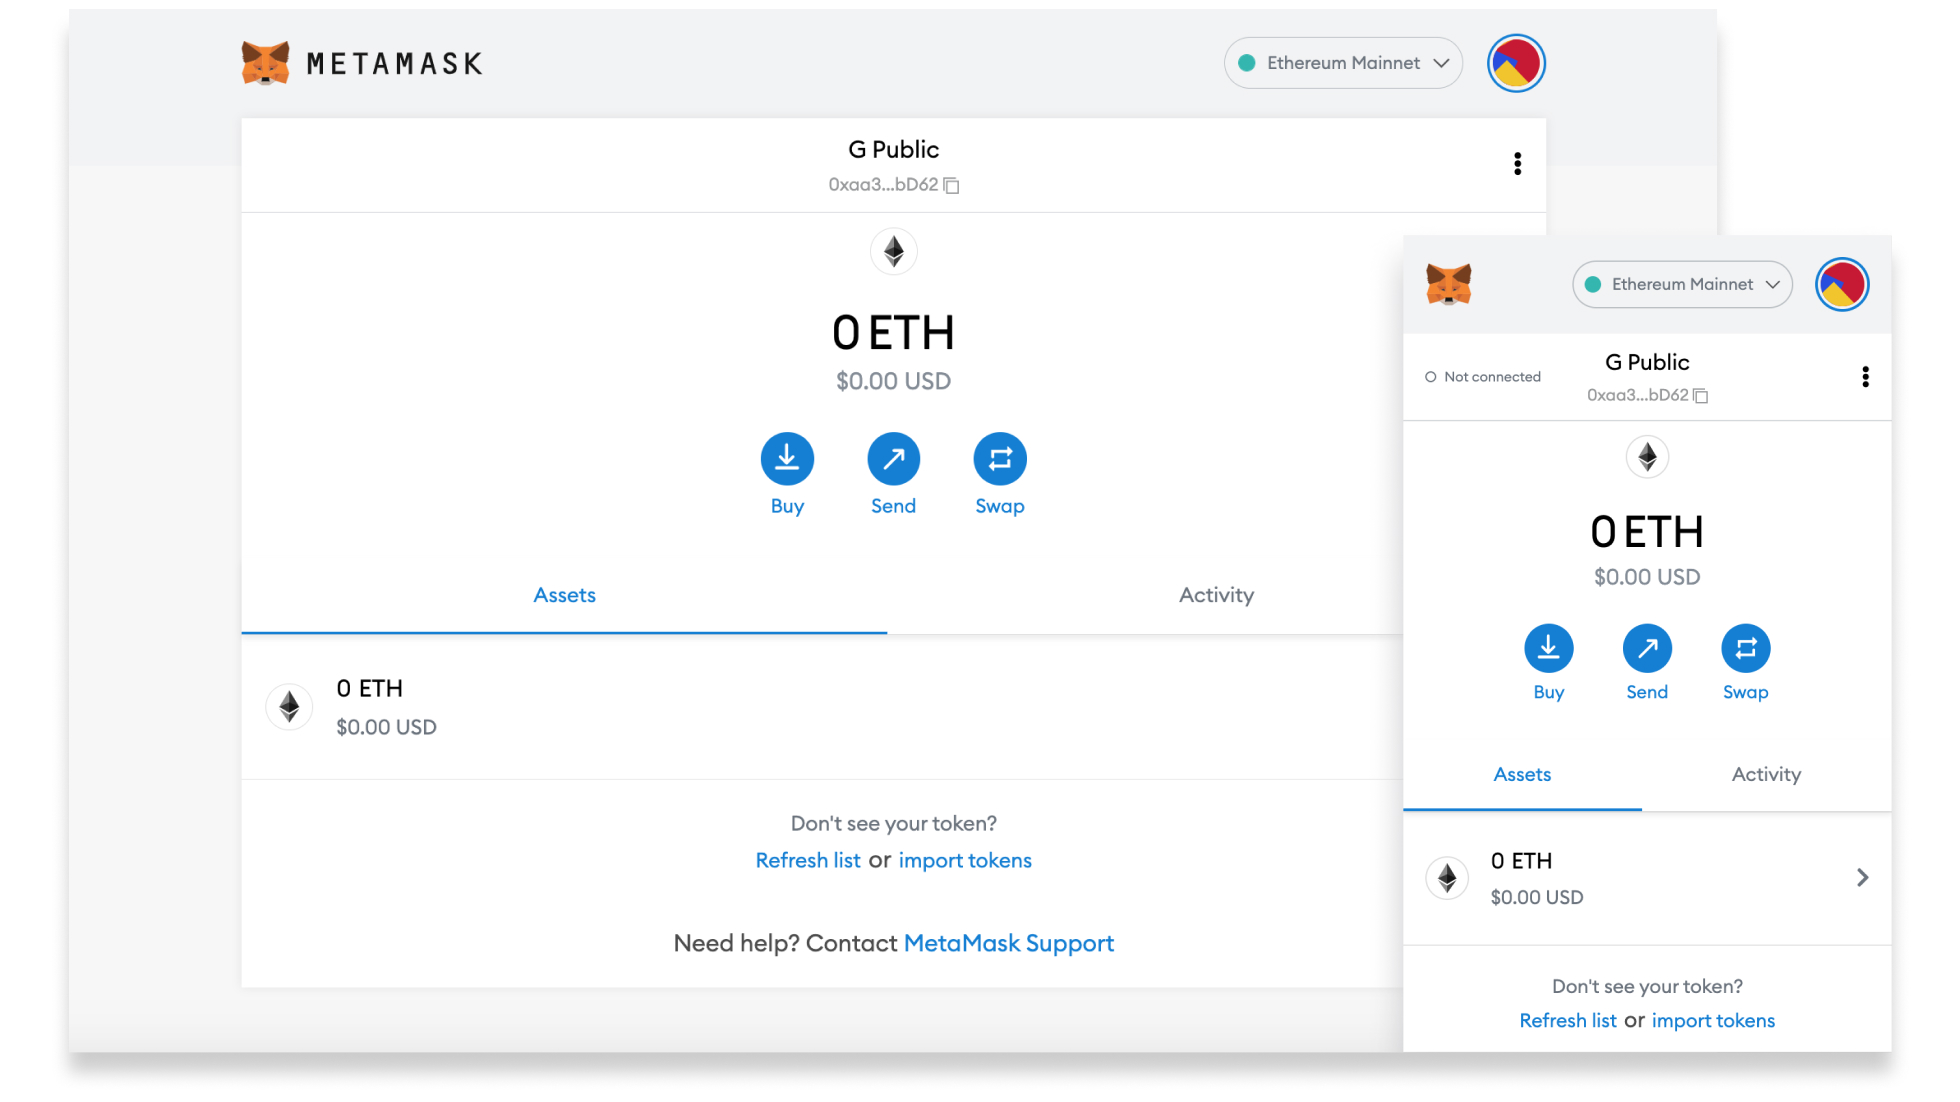 METAMASK
Ethereum Mainnet
G Public
0xaa3...bD62
0 ETH
$0.00 USD
Buy
Send
Swap
Assets
Activity
0 ETH
$0.00 USD
Don't see your token?
Refresh list or import tokens
Need help? Contact MetaMask Support
Ethereum Mainnet
Not connected
G Public
0xaa3...bD62
0 ETH
$0.00 USD
Buy
Send
Swap
Assets
Activity
0 ETH
$0.00 USD
Don't see your token?
Refresh list or import tokens